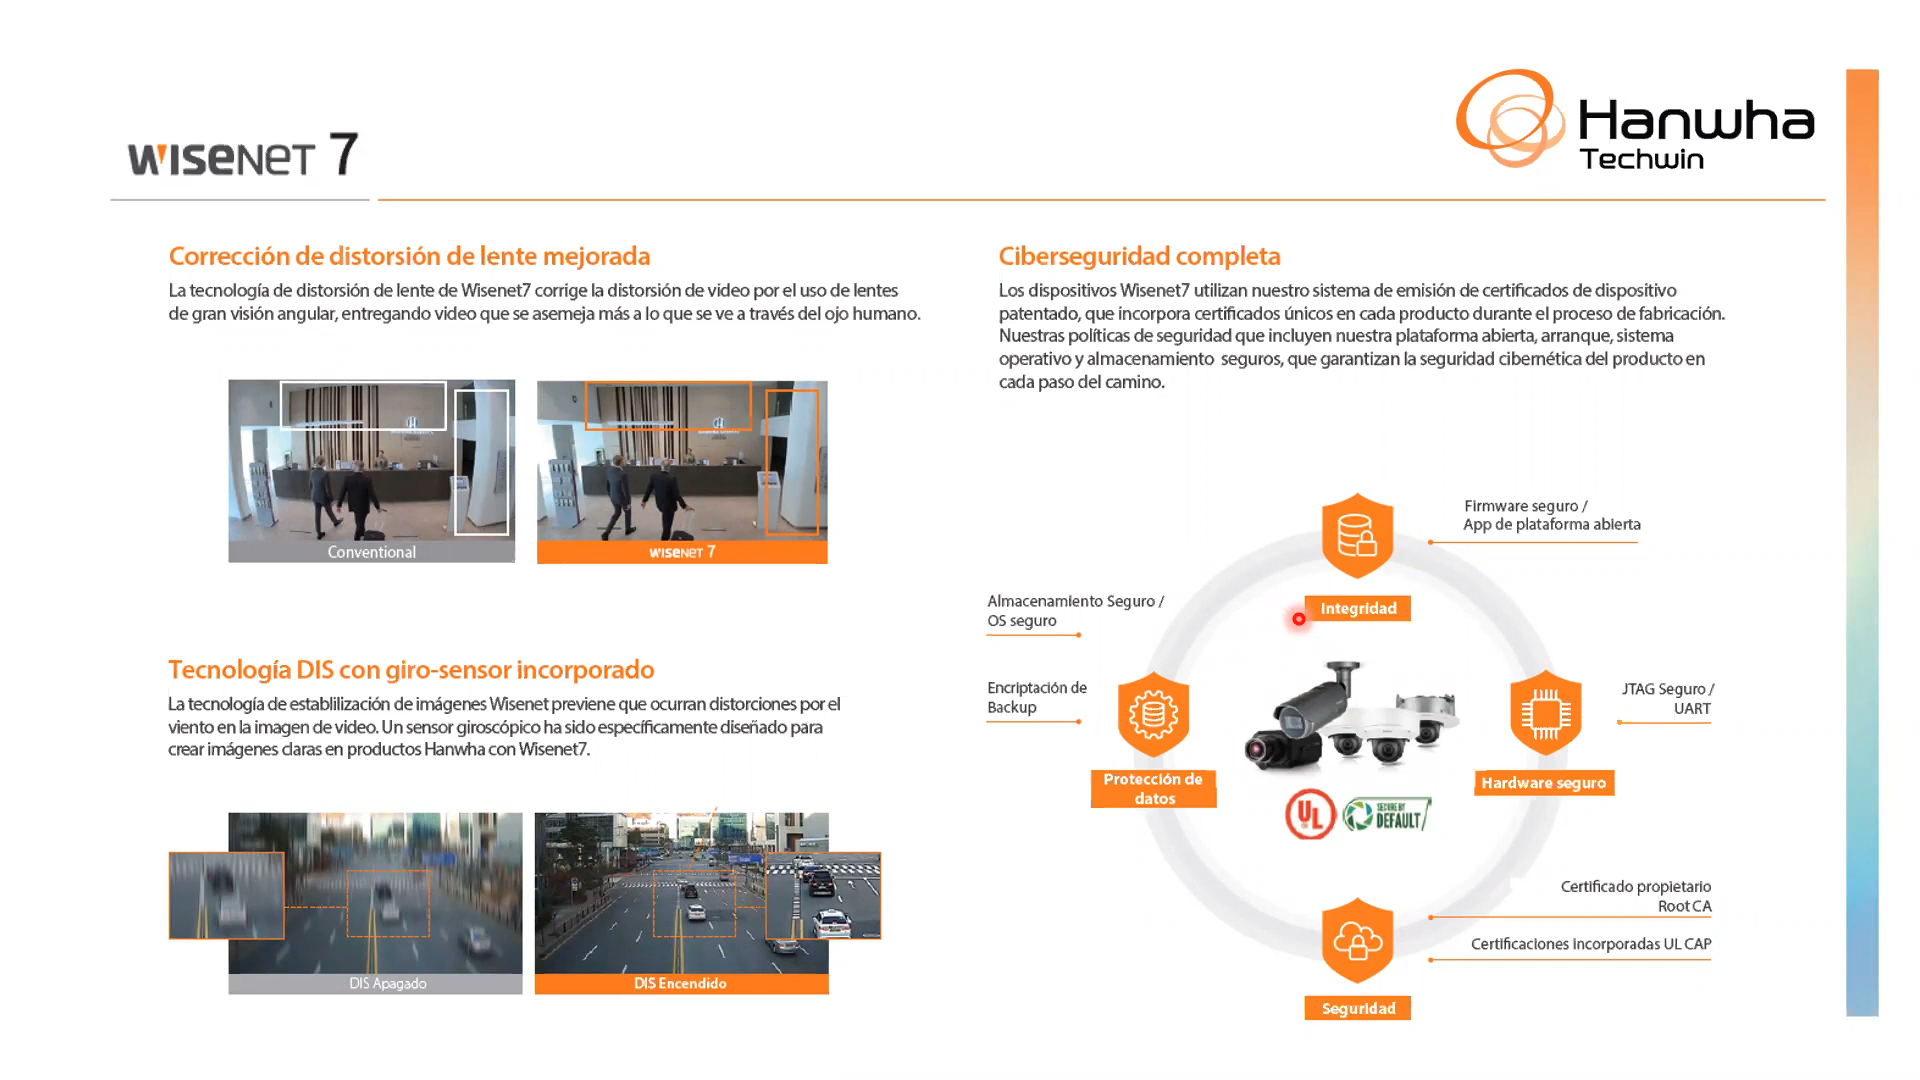 WISENET 7
Hanwha
Techwin
Corrección de distorsión de lente mejorada
La tecnología de distorsión de lente de Wisenet7 corrige la distorsión de video por el uso de lentes
de gran visión angular, entregando video que se asemeja más a lo que se ve a través del ojo humano.
Conventional
WISENET 7
Tecnología DIS con giro-sensor incorporado
La tecnología de establilización de imágenes Wisenet previene que ocurran distorciones por el
viento en la imagen de video. Un sensor giroscópico ha sido específicamente diseñado para
crear imágenes claras en productos Hanwha con Wisenet7.
DIS Apagado
DIS Encendido
Ciberseguridad completa
Los dispositivos Wisenet7 utilizan nuestro sistema de emisión de certificados de dispositivo
patentado, que incorpora certificados únicos en cada producto durante el proceso de fabricación.
Nuestras políticas de seguridad que incluyen nuestra plataforma abierta, arranque, sistema
operativo y almacenamiento seguros, que garantizan la seguridad cibernética del producto en
cada paso del camino.
Firmware seguro /
App de plataforma abierta
Integridad
Almacenamiento Seguro /
OS seguro
Encriptación de
Backup
Protección de
datos
JTAG Seguro /
UART
Hardware seguro
UL
SECURE BY
DEFAULT
Certificado propietario
Root CA
Certificaciones incorporadas UL CAP
Seguridad